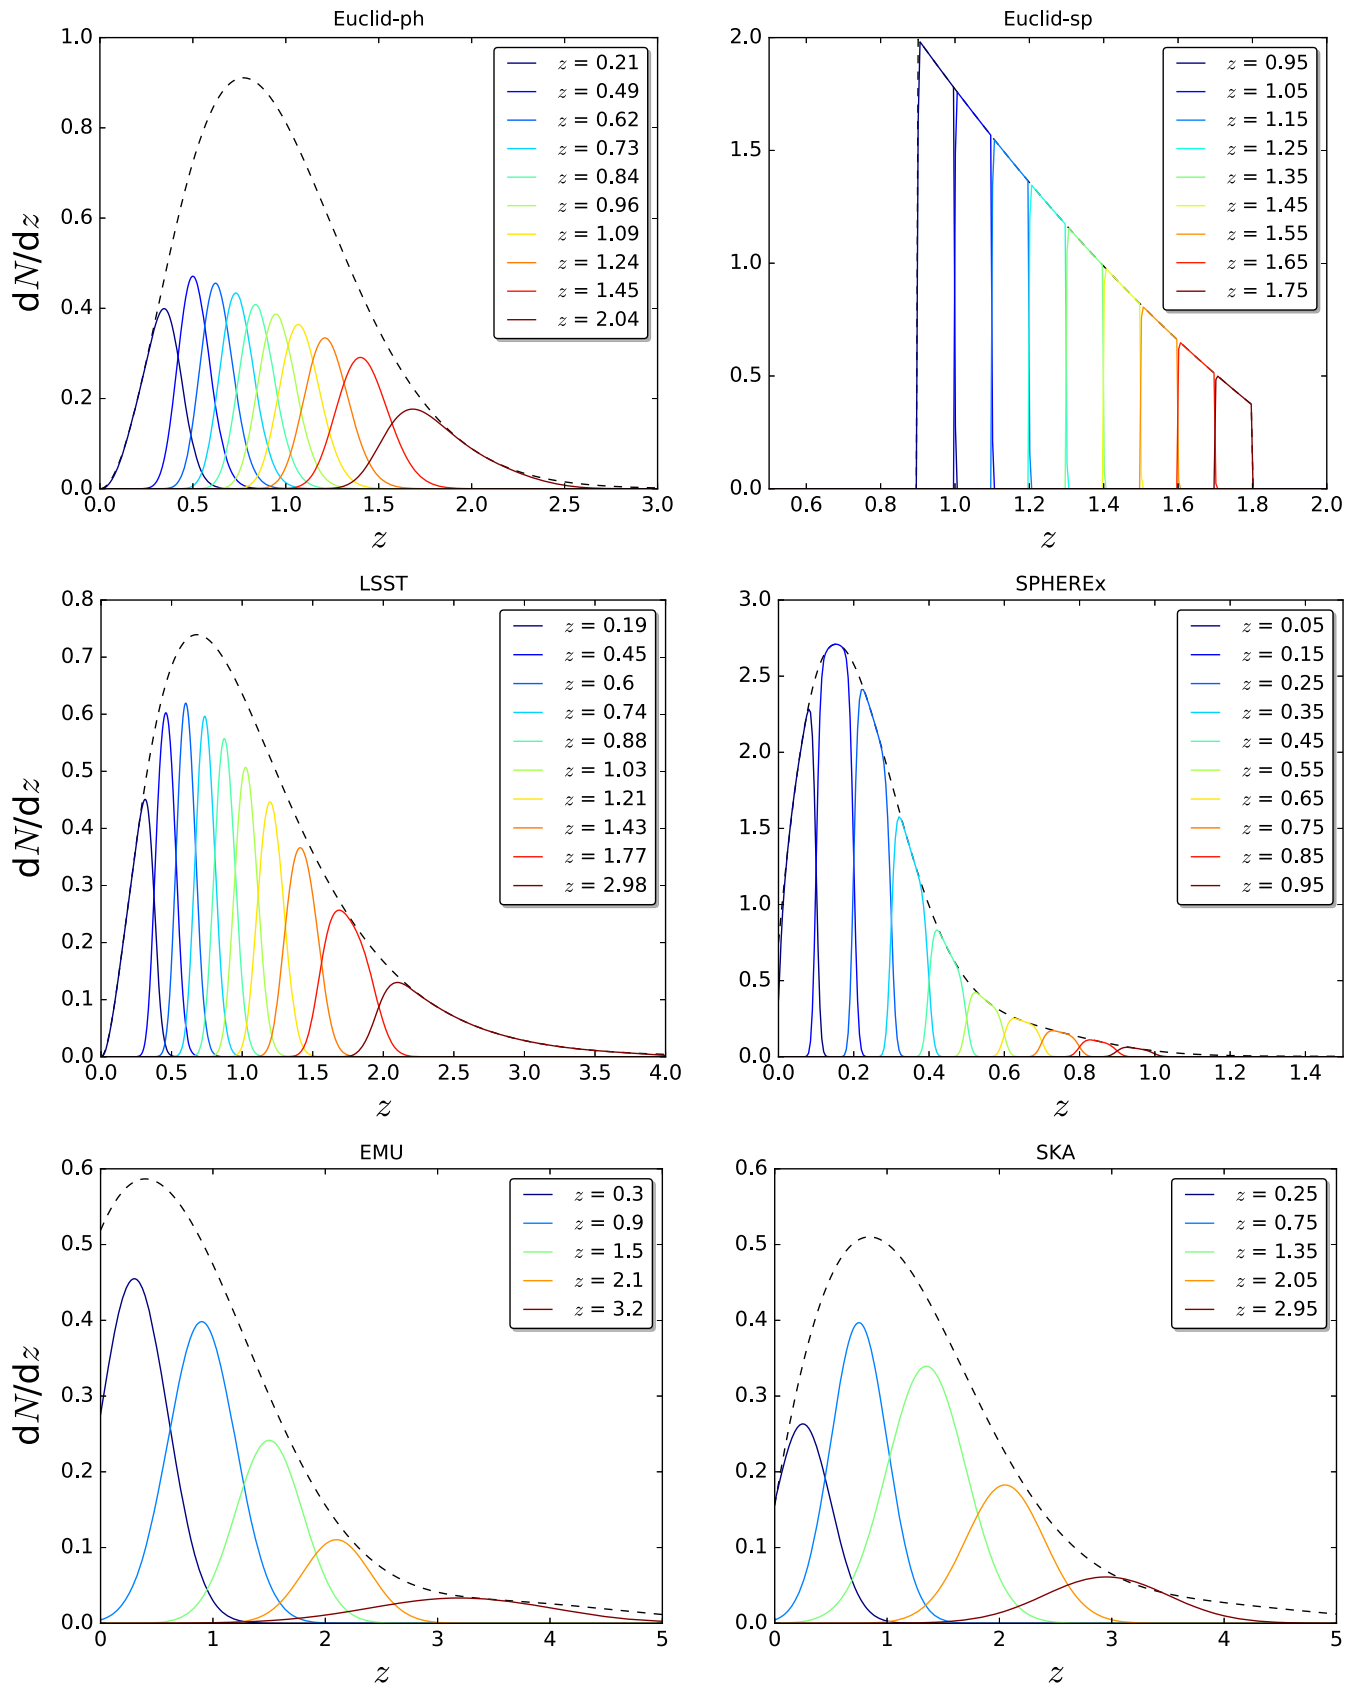 Euclid-ph
1.0
0.8
0.6
0.4
0.2
0.0
dN/dz
0.0 0.5 1.0 1.5 2.0 2.5 3.0
z
z = 0.21
z = 0.49
z = 0.62
z = 0.73
z = 0.84
z = 0.96
z = 1.09
z = 1.24
z = 1.45
z = 2.04
Euclid-sp
2.0
1.5
1.0
0.5
0.0
0.6 0.8 1.0 1.2 1.4 1.6 1.8 2.0
z
z = 0.95
z = 1.05
z = 1.15
z = 1.25
z = 1.35
z = 1.45
z = 1.55
z = 1.65
z = 1.75
LSST
0.8
0.7
0.6
0.5
0.4
0.3
0.2
0.1
0.0
dN/dz
0.0 0.5 1.0 1.5 2.0 2.5 3.0 3.5 4.0
z
z = 0.19
z = 0.45
z = 0.6
z = 0.74
z = 0.88
z = 1.03
z = 1.21
z = 1.43
z = 1.77
z = 2.98
SPHEREx
3.0
2.5
2.0
1.5
1.0
0.5
0.0
0.0 0.2 0.4 0.6 0.8 1.0 1.2 1.4
z
z = 0.05
z = 0.15
z = 0.25
z = 0.35
z = 0.45
z = 0.55
z = 0.65
z = 0.75
z = 0.85
z = 0.95
EMU
0.6
0.5
0.4
0.3
0.2
0.1
0.0
dN/dz
0 1 2 3 4 5
z
z = 0.3
z = 0.9
z = 1.5
z = 2.1
z = 3.2
SKA
0.6
0.5
0.4
0.3
0.2
0.1
0.0
0 1 2 3 4 5
z
z = 0.25
z = 0.75
z = 1.35
z = 2.05
z = 2.95